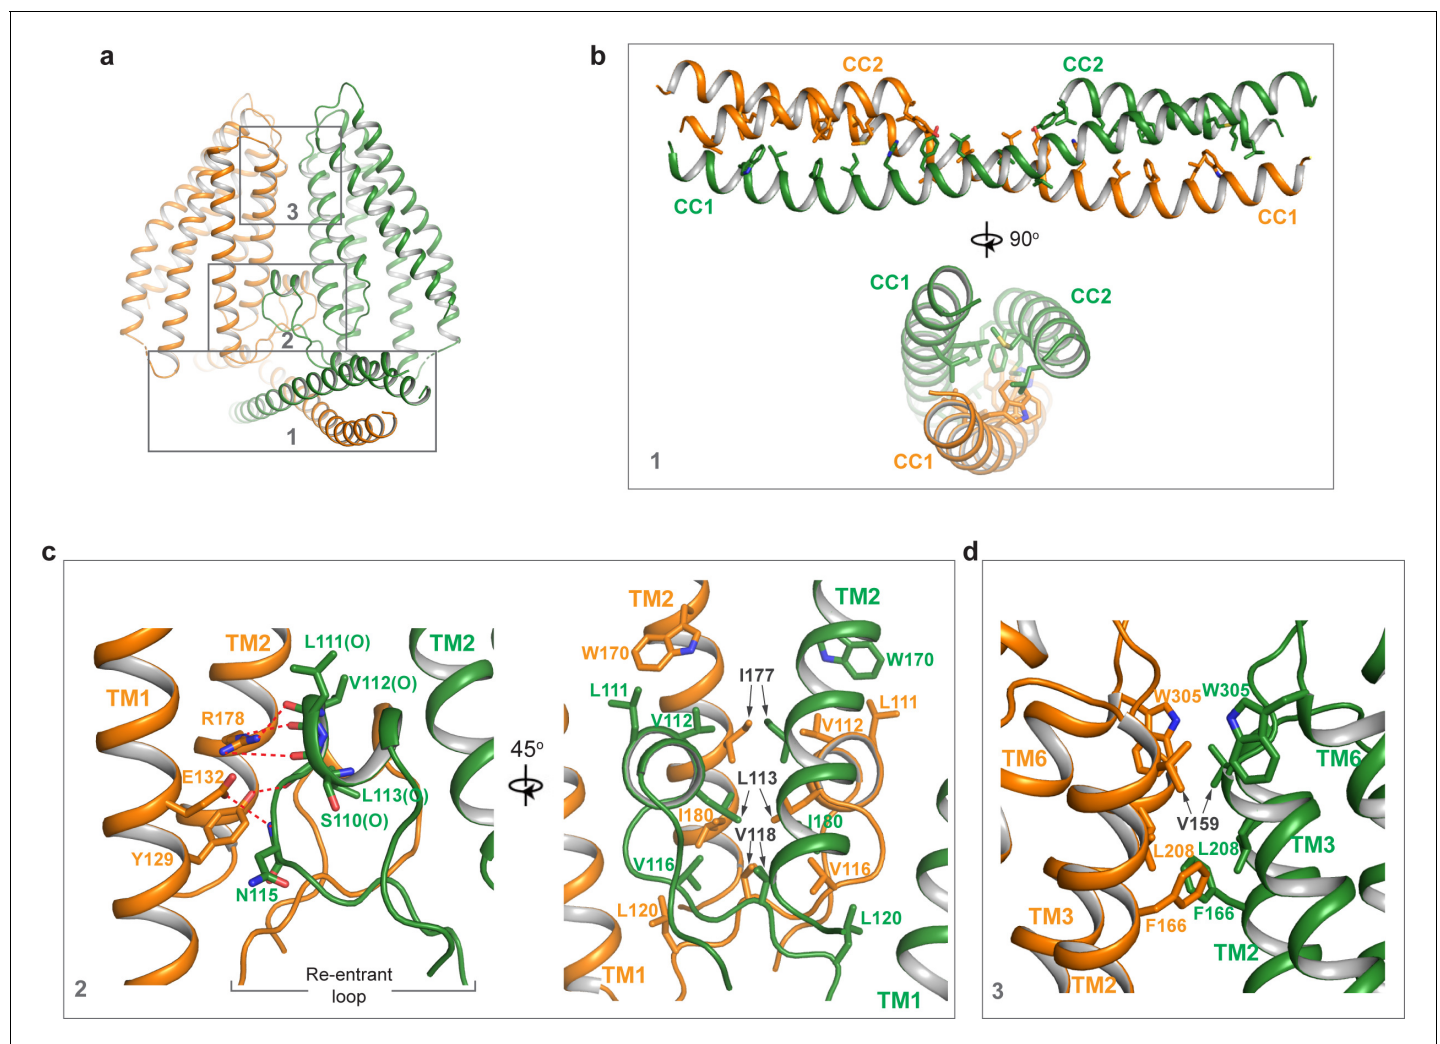 a
3
2
1
b
CC2
CC2
CC1
CC1
90°
CC1
CC2
CC1
1
c
TM2
L111(O)
TM2
V112(O)
TM1
R178
E132
L113(O)
S110(O)
Y129
N115
Re-entrant
loop
2
45°
TM2
TM2
W170
W170
I177
L111
L111
V112
V112
L113
I180
I180
V118
V116
V116
L120
L120
TM1
TM1
d
W305
W305
TM6
TM6
V159
L208
L208
TM3
TM3
F166
F166
TM2
TM2
3